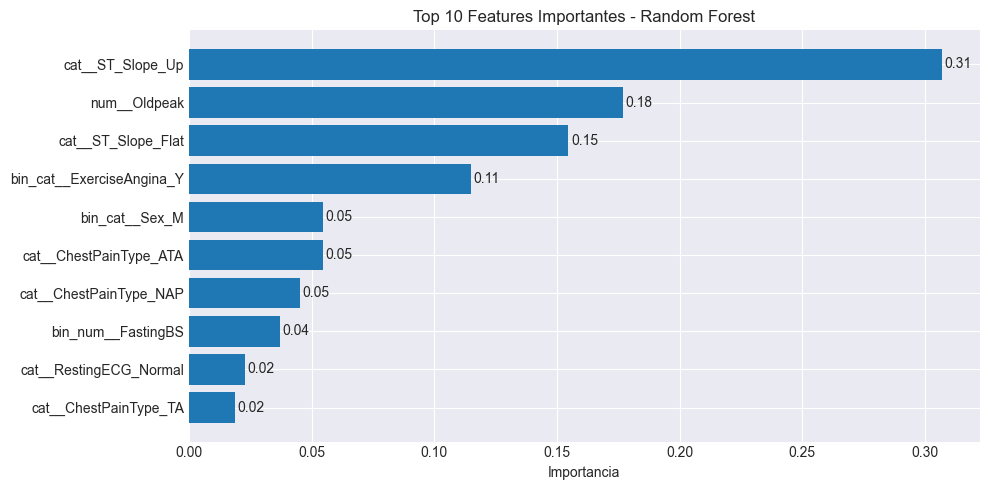 Top 10 Features Importantes - Random Forest
cat__ST_Slope_Up
0.31
num__Oldpeak
0.18
cat__ST_Slope_Flat
0.15
bin_cat__ExerciseAngina_Y
0.11
bin_cat__Sex_M
0.05
cat__ChestPainType_ATA
0.05
cat__ChestPainType_NAP
0.05
bin_num__FastingBS
0.04
cat__RestingECG_Normal
0.02
cat__ChestPainType_TA
0.02
0.00 0.05 0.10 0.15 0.20 0.25 0.30
Importancia